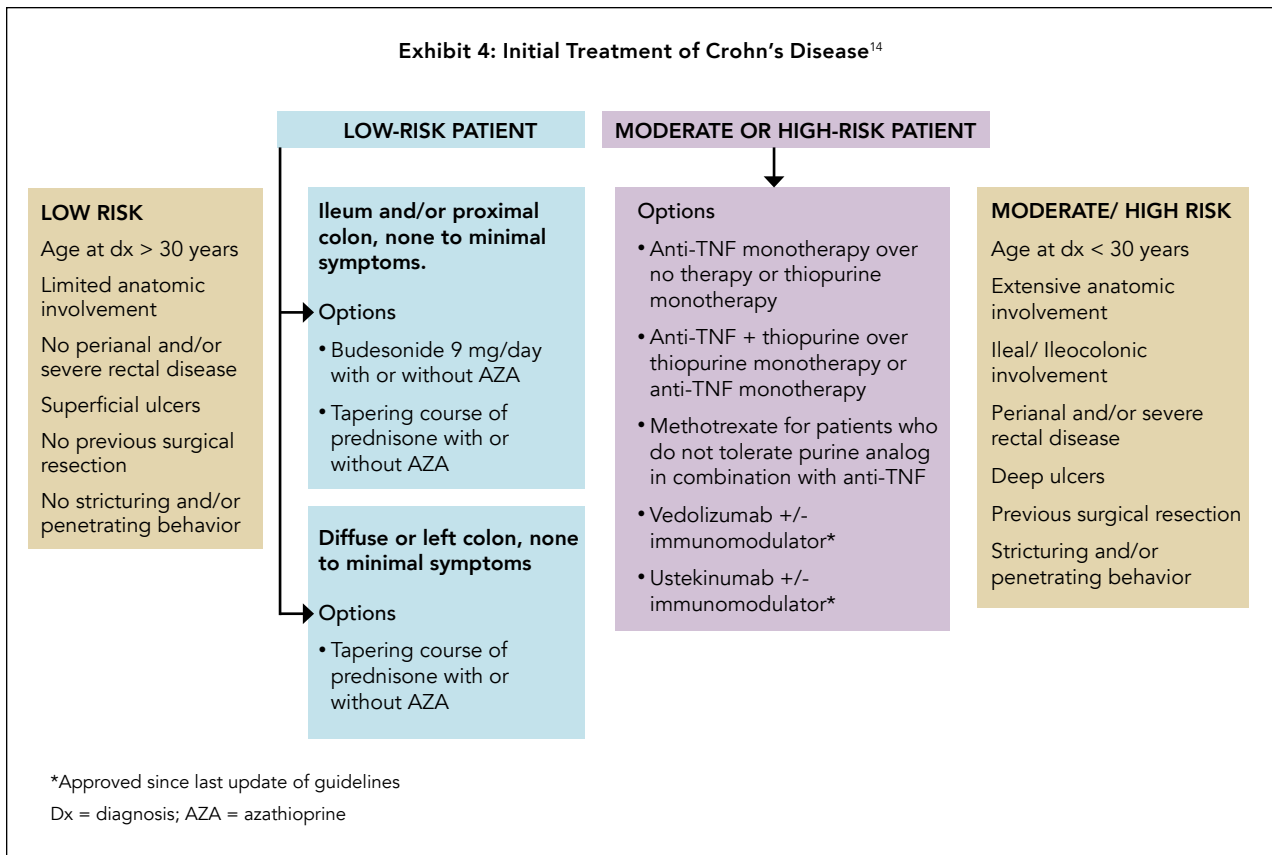 Exhibit 4: Initial Treatment of Crohn’s Disease14
LOW-RISK PATIENT
MODERATE OR HIGH-RISK PATIENT
LOW RISK
Age at dx > 30 years
Limited anatomic
involvement
No perianal and/or
severe rectal disease
Superficial ulcers
No previous surgical
resection
No stricturing and/or
penetrating behavior
Ileum and/or proximal
colon, none to minimal
symptoms.
Options
• Budesonide 9 mg/day
with or without AZA
• Tapering course of
prednisone with or
without AZA
Diffuse or left colon, none
to minimal symptoms
Options
• Tapering course of
prednisone with or
without AZA
Options
• Anti-TNF monotherapy over
no therapy or thiopurine
monotherapy
• Anti-TNF + thiopurine over
thiopurine monotherapy or
anti-TNF monotherapy
• Methotrexate for patients who
do not tolerate purine analog
in combination with anti-TNF
• Vedolizumab +/-
immunomodulator*
• Ustekinumab +/-
immunomodulator*
MODERATE/ HIGH RISK
Age at dx < 30 years
Extensive anatomic
involvement
Ileal/ Ileocolonic
involvement
Perianal and/or severe
rectal disease
Deep ulcers
Previous surgical resection
Stricturing and/or
penetrating behavior
*Approved since last update of guidelines
Dx = diagnosis; AZA = azathioprine